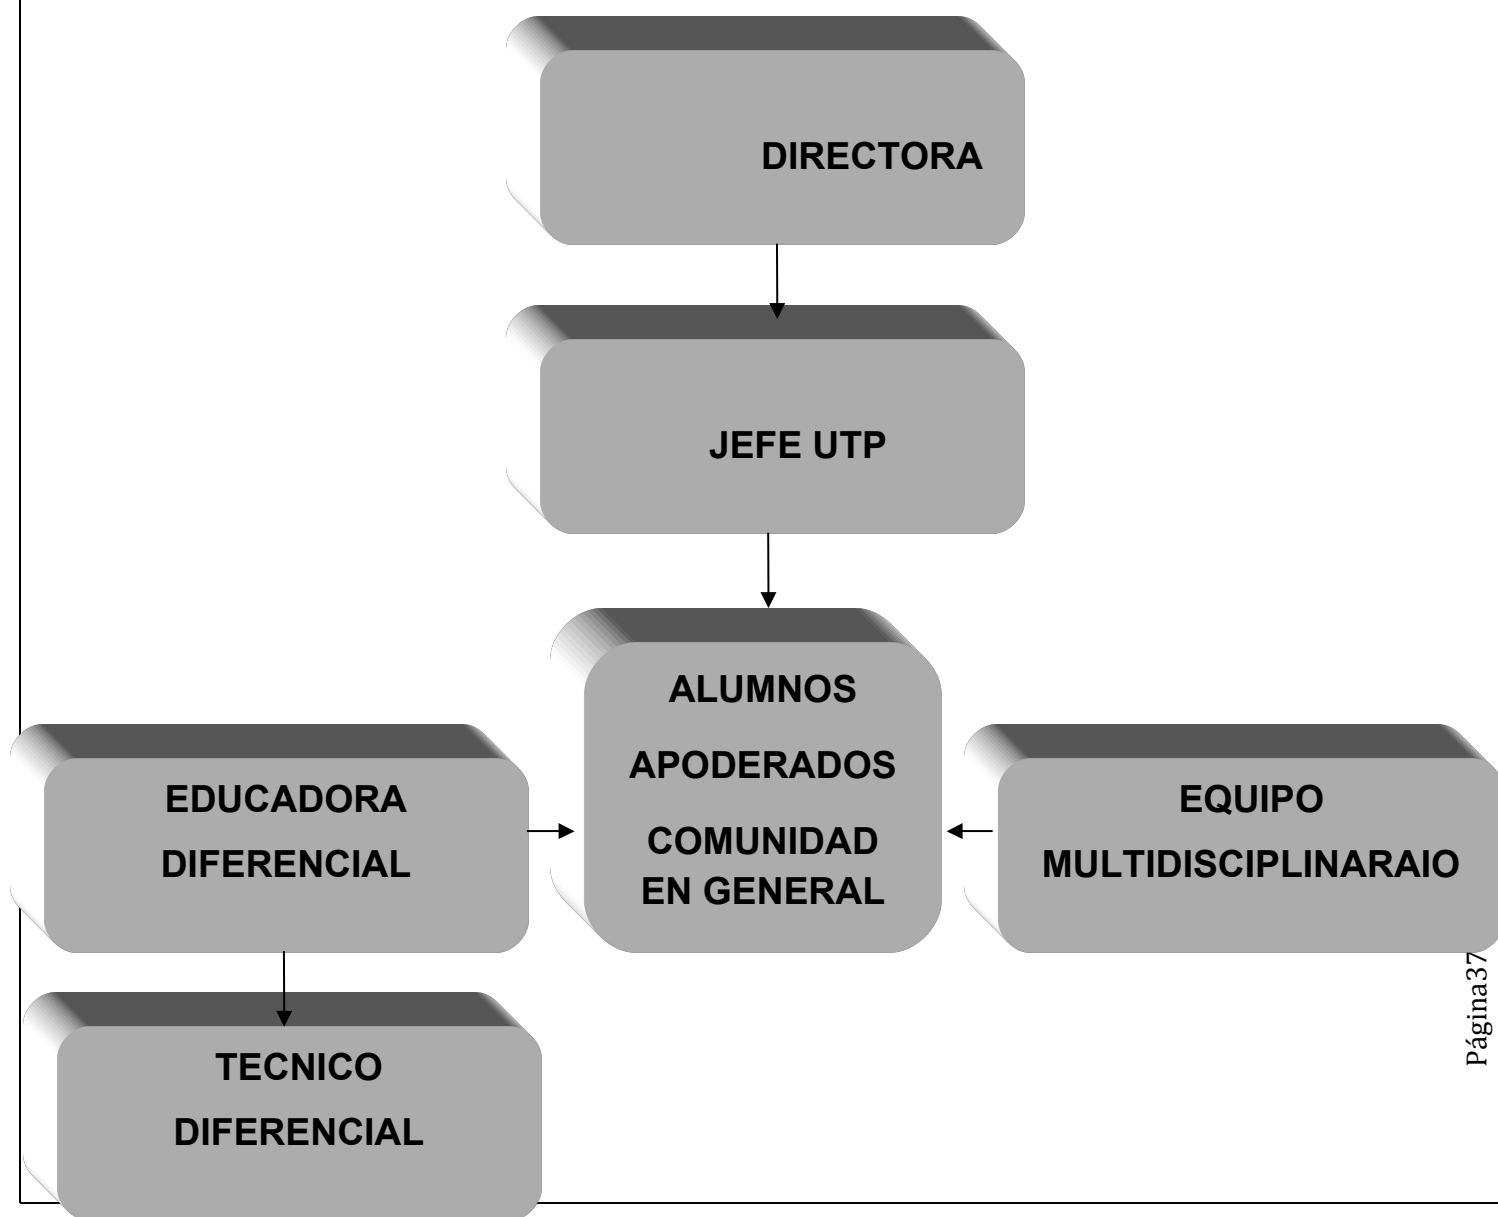 DIRECTORA
JEFE UTP
ALUMNOS
APODERADOS
COMUNIDAD
EN GENERAL
EDUCADORA
DIFERENCIAL
EQUIPO
MULTIDISCIPLINARAIO
TECNICO
DIFERENCIAL
Página37